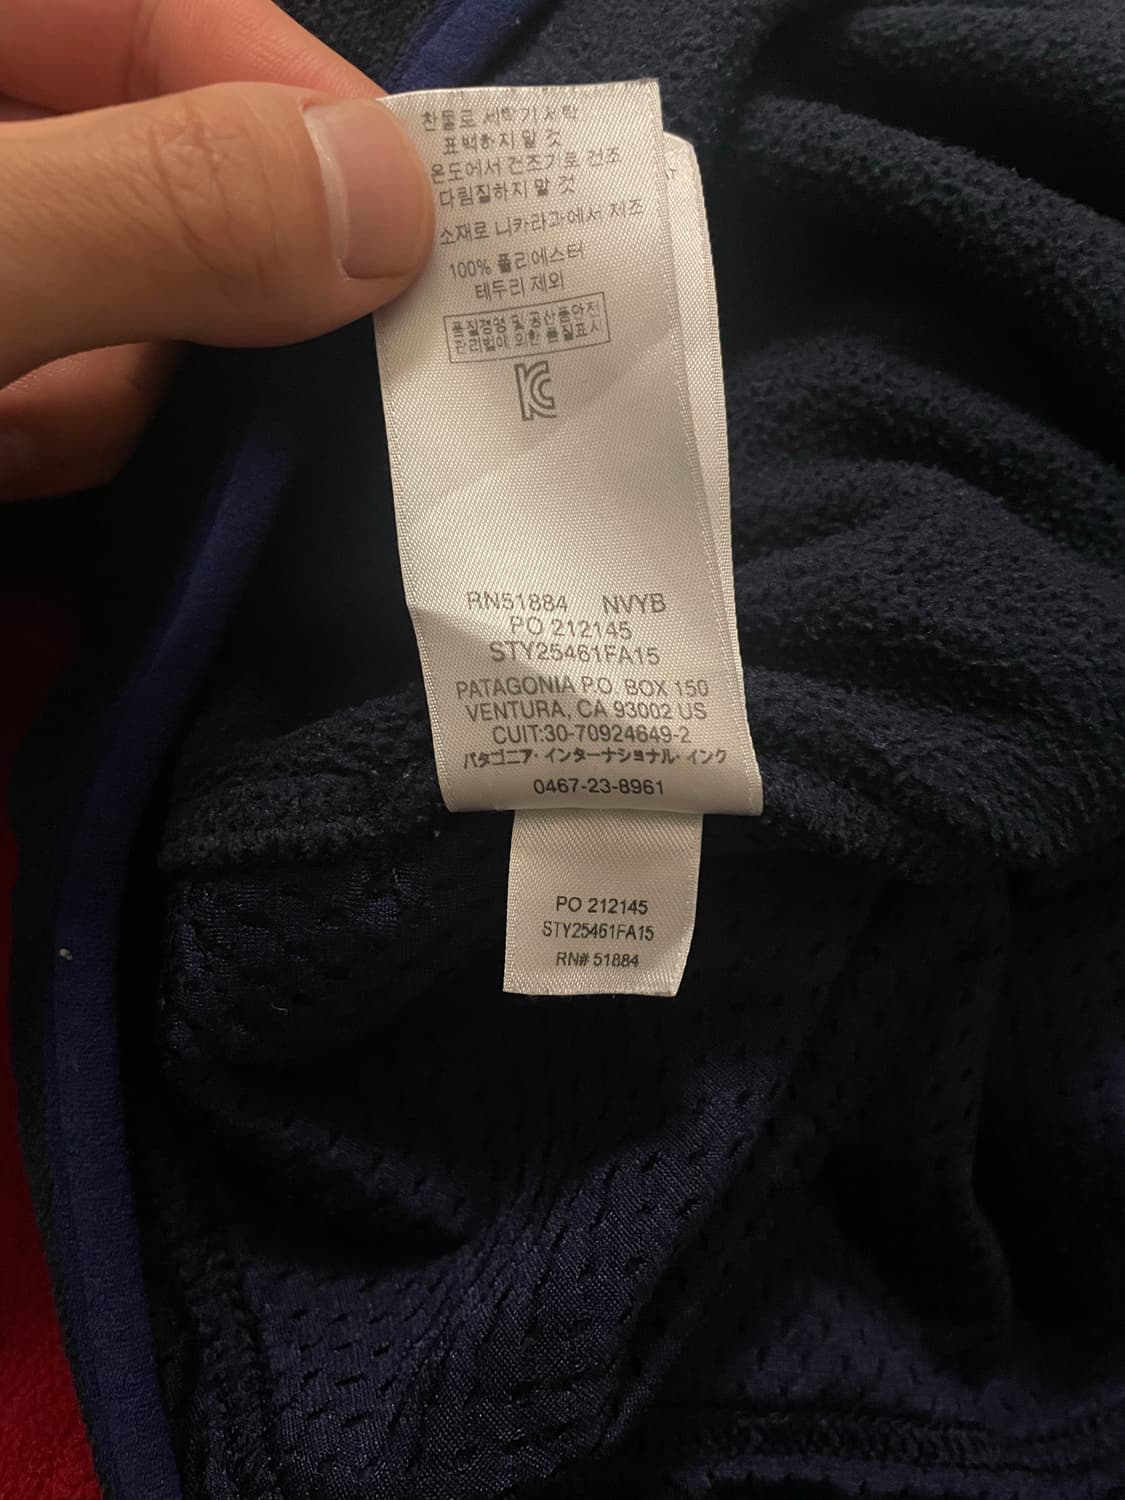 찬물로 세탁기 세탁
표백하지 말 것
온도에서 건조기로 건조
다림질하지 말 것
소재로 니카라과에서 제조
100% 폴리에스터
테두리 제외
품질경영 및 공산품안전
관리법에 의한 품질표시
RN51884 NVYB
PO 212145
STY25461FA15
PATAGONIA P.O. BOX 150
VENTURA, CA 93002 US
CUIT:30-70924649-2
パタゴニア・インターナショナル・インク
0467-23-8961
PO 212145
STY25461FA15
RN# 51884